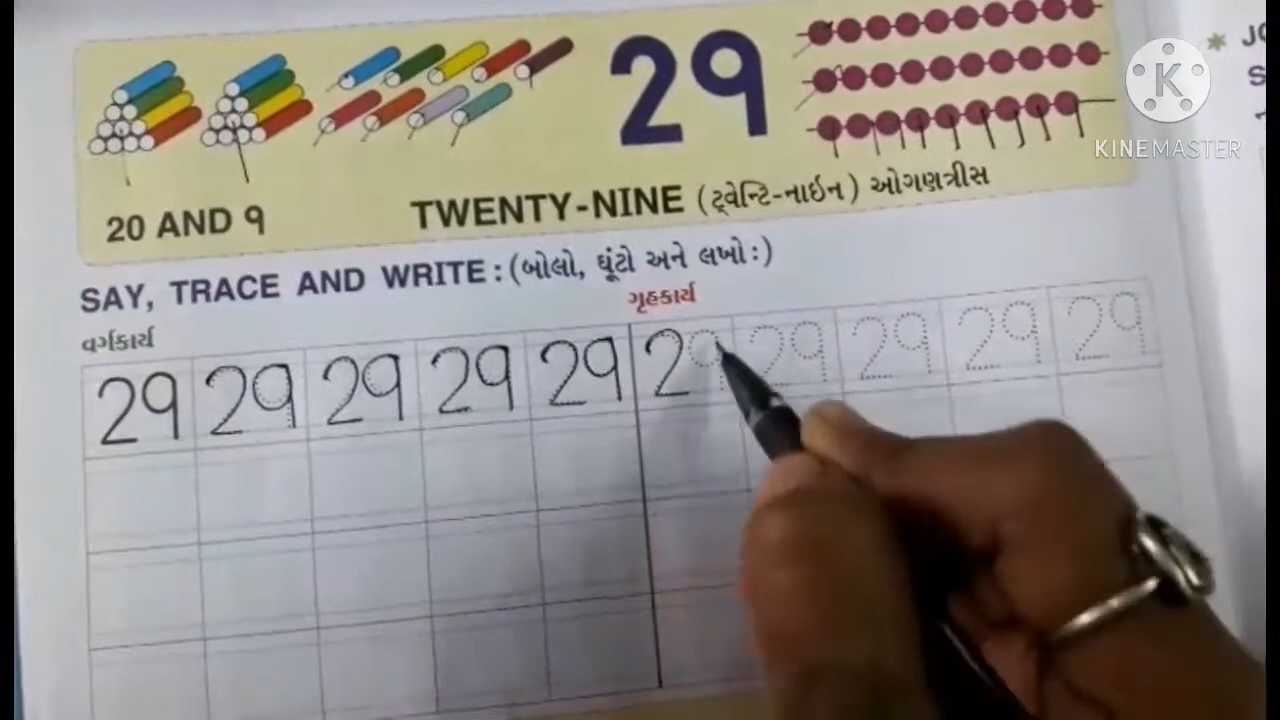 29
KINEMASTER
20 AND 9
TWENTY-NINE (ટ્વેન્ટિ-નાઇન) ઓગણત્રીસ
SAY, TRACE AND WRITE : (બોલો, ઘૂંટો અને લખો :)
વર્ગકાર્ય
ગૃહકાર્ય
29 29 29 29 29 29 29 29 29 29